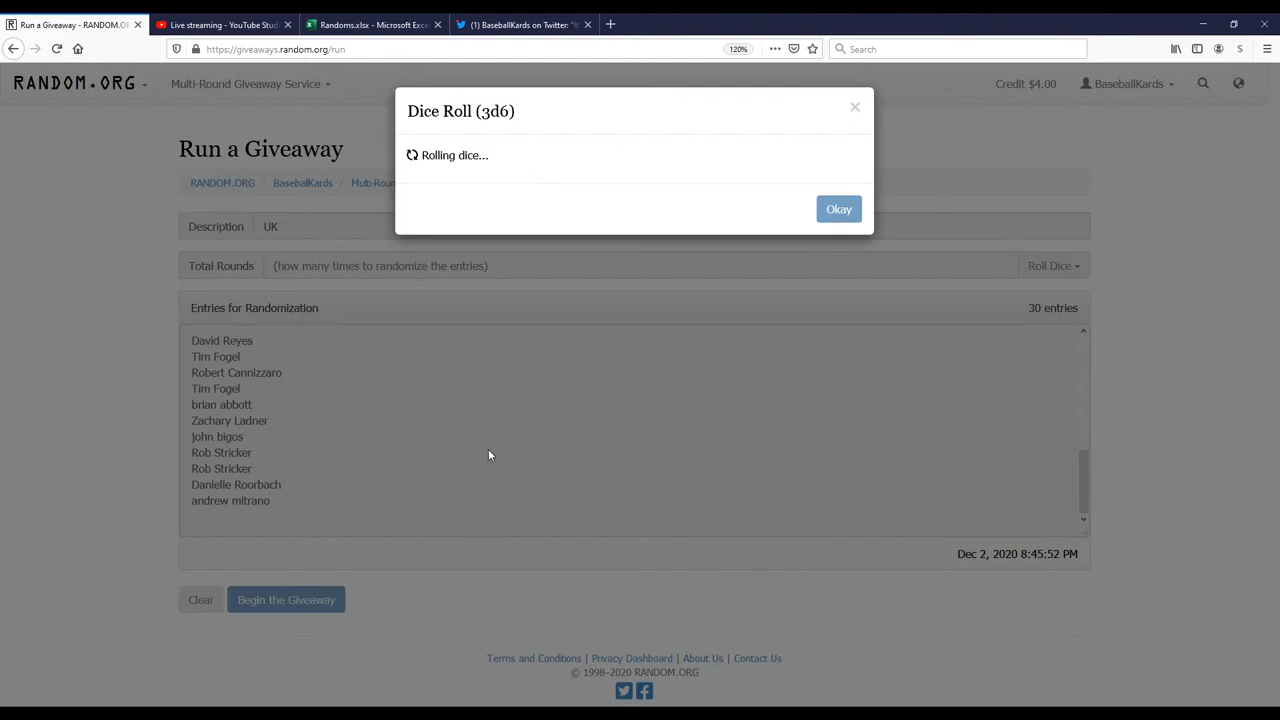 Run a Giveaway - RANDOM.OR
Live streaming - YouTube Stud
Randoms.xlsx - Microsoft Exce
(1) BaseballKards on Twitter: "It
https://giveaways.random.org/run
120%
Search
S
RANDOM.ORG
Multi-Round Giveaway Service
Credit $4.00
BaseballKards
Dice Roll (3d6)
×
Rolling dice...
Okay
Run a Giveaway
RANDOM.ORG / BaseballKards / Multi-Roun
Description UK
Total Rounds (how many times to randomize the entries) Roll Dice
Entries for Randomization 30 entries
David Reyes
Tim Fogel
Robert Cannizzaro
Tim Fogel
brian abbott
Zachary Ladner
john bigos
Rob Stricker
Rob Stricker
Danielle Roorbach
andrew mitrano
Dec 2, 2020 8:45:52 PM
Clear Begin the Giveaway
Terms and Conditions | Privacy Dashboard | About Us | Contact Us
© 1998–2020 RANDOM.ORG